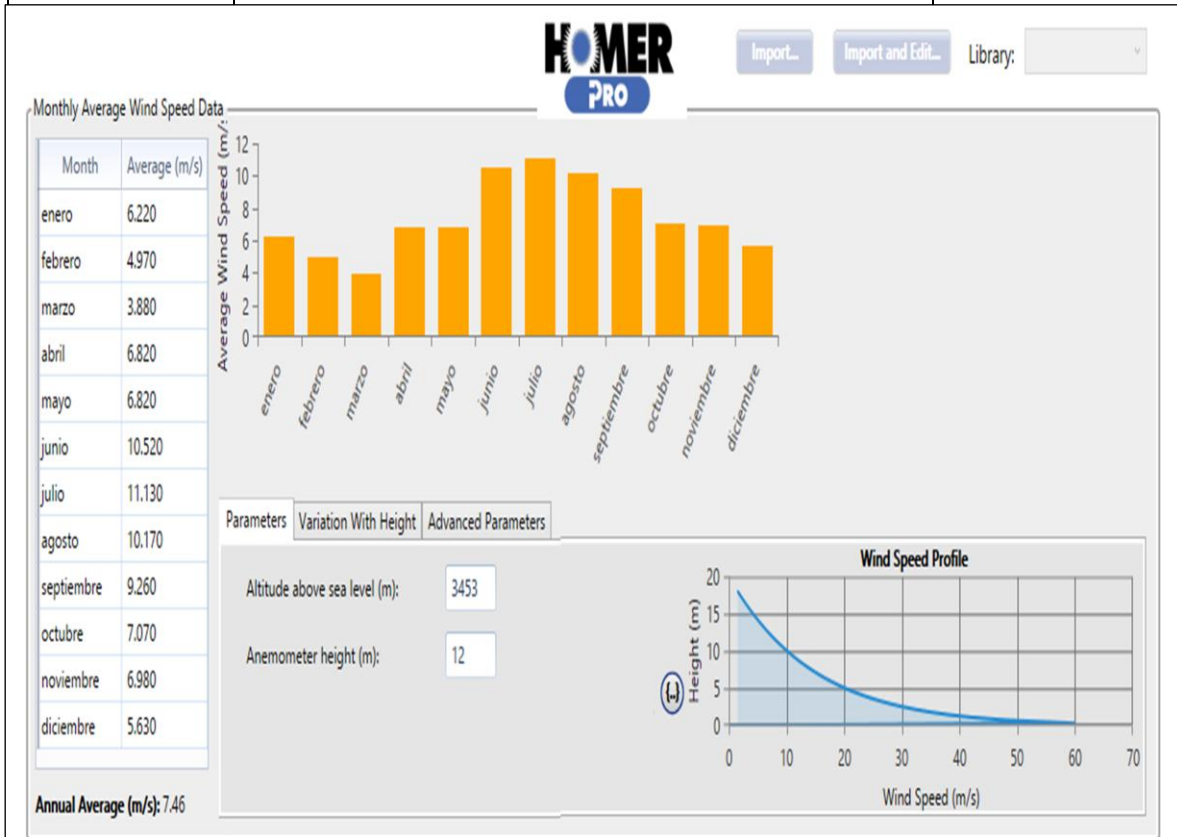 HOMER
PRO
Import...
Import and Edit...
Library:
Monthly Average Wind Speed Data
Month Average (m/s)
enero 6.220
febrero 4.970
marzo 3.880
abril 6.820
mayo 6.820
junio 10.520
julio 11.130
agosto 10.170
septiembre 9.260
octubre 7.070
noviembre 6.980
diciembre 5.630
Annual Average (m/s): 7.46
Average Wind Speed (m/s
12
10
8
6
4
2
0
enero febrero marzo abril mayo junio julio agosto septiembre octubre noviembre diciembre
Parameters Variation With Height Advanced Parameters
Altitude above sea level (m): 3453
Anemometer height (m): 12
{..}
Wind Speed Profile
Height (m)
20
15
10
5
0
0 10 20 30 40 50 60 70
Wind Speed (m/s)